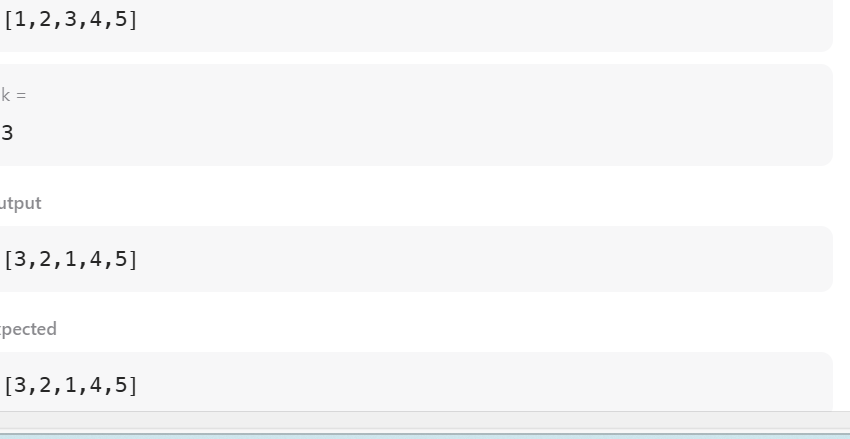 [1,2,3,4,5]
k =
3
utput
[3,2,1,4,5]
pected
[3,2,1,4,5]